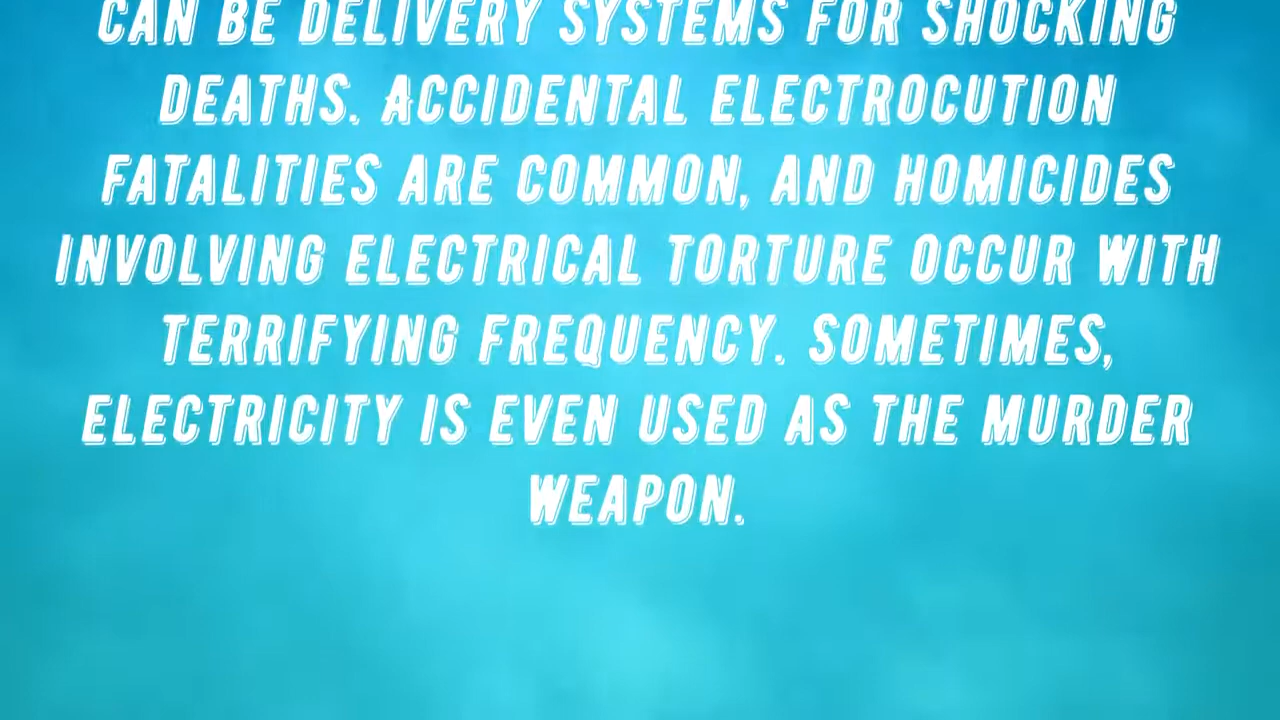 CAN BE DELIVERY SYSTEMS FOR SHOCKING
DEATHS. ACCIDENTAL ELECTROCUTION
FATALITIES ARE COMMON, AND HOMICIDES
INVOLVING ELECTRICAL TORTURE OCCUR WITH
TERRIFYING FREQUENCY. SOMETIMES,
ELECTRICITY IS EVEN USED AS THE MURDER
WEAPON.